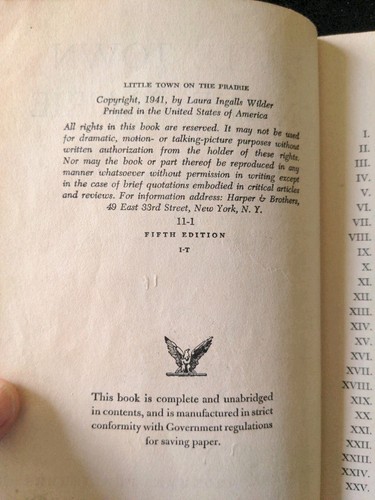 LITTLE TOWN ON THE PRAIRIE
Copyright, 1941, by Laura Ingalls Wilder
Printed in the United States of America
All rights in this book are reserved. It may not be used
for dramatic, motion- or talking-picture purposes without
written authorization from the holder of these rights.
Nor may the book or part thereof be reproduced in any
manner whatsoever without permission in writing except
in the case of brief quotations embodied in critical articles
and reviews. For information address: Harper & Brothers,
49 East 33rd Street, New York, N. Y.
11-1
FIFTH EDITION
I-T
This book is complete and unabridged
in contents, and is manufactured in strict
conformity with Government regulations
for saving paper.
I.
II.
III.
IV.
V.
VI.
VII.
VIII.
IX.
X.
XI.
XII.
XIII.
XIV.
XV.
XVI.
XVII.
XVIII.
XIX.
XX.
XXI.
XXII.
XXIII.
XXIV.
XXV.